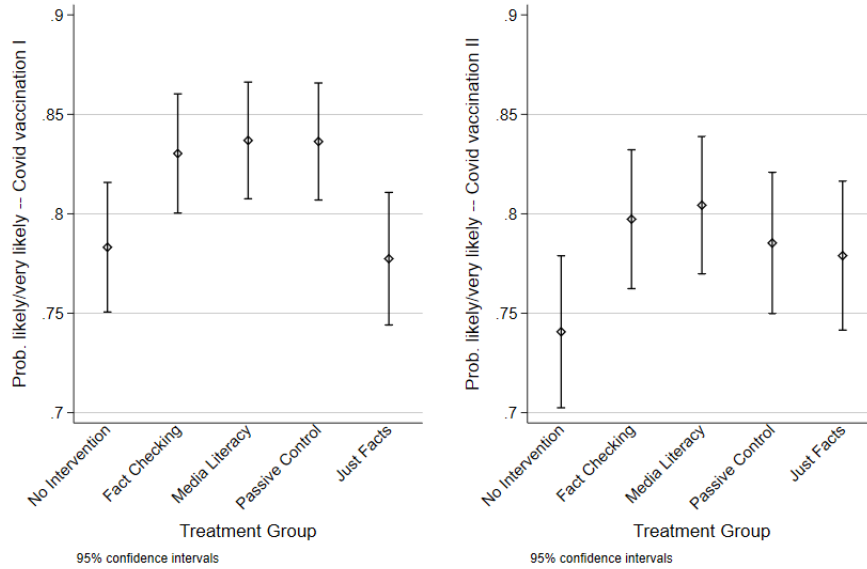 Prob. likely/very likely -- Covid vaccination I
.9
.85
.8
.75
.7
No Intervention
Fact Checking
Media Literacy
Passive Control
Just Facts
Treatment Group
95% confidence intervals
Prob. likely/very likely -- Covid vaccination II
.9
.85
.8
.75
.7
No Intervention
Fact Checking
Media Literacy
Passive Control
Just Facts
Treatment Group
95% confidence intervals